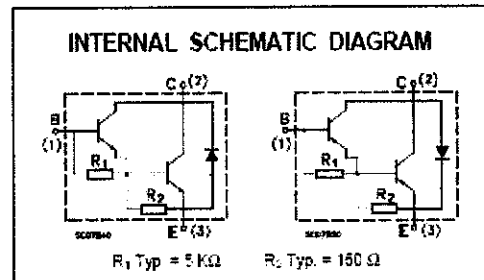 INTERNAL SCHEMATIC DIAGRAM
C (2) C (2)
B B
(1) (1)
R1 R1
R2 R2
E (3) E (3)
R1 Typ. = 5 KΩ R2 Typ. = 150 Ω